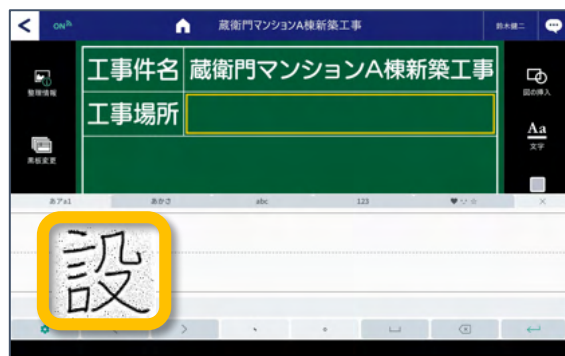 ON
蔵衛門マンションA棟新築工事
鈴木健二
工事件名 蔵衛門マンションA棟新築工事
工事場所
整理情報
黒板変更
図の挿入
Aa
文字
あアa1 あかさ abc 123 ♥ツ☆ ×
設
、 。